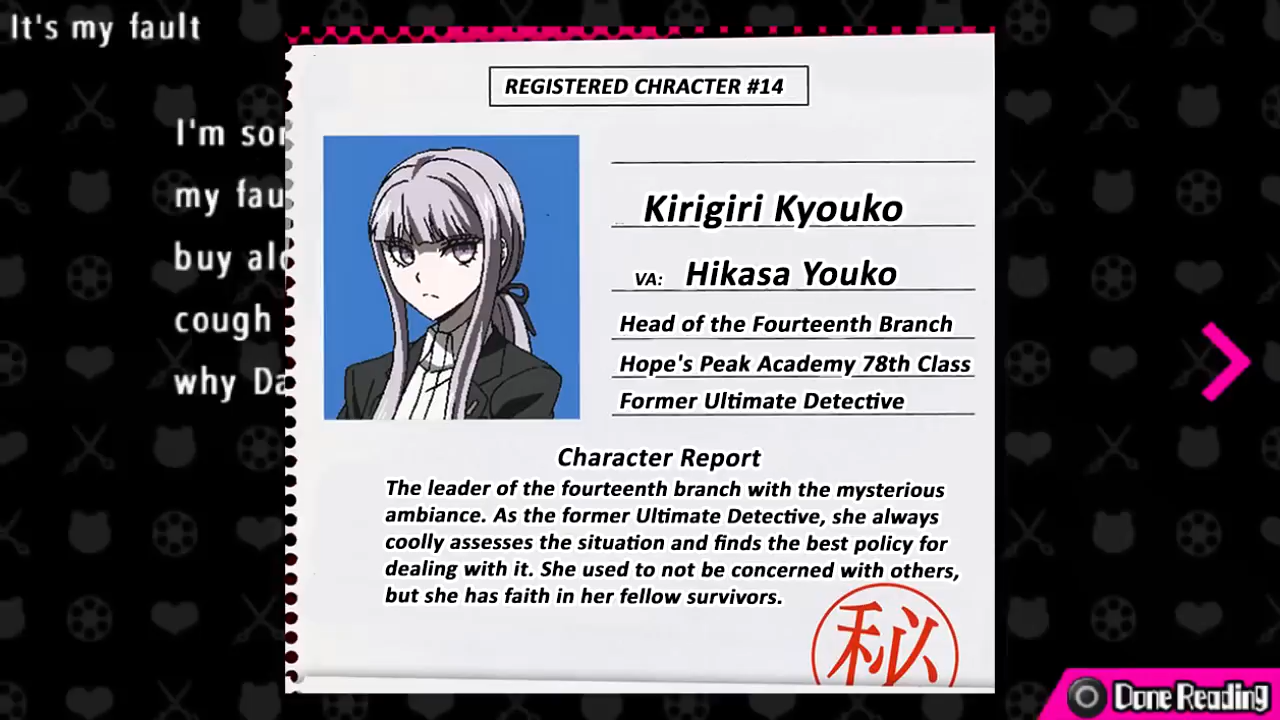 It's my fault
I'm sor
my fau
buy alo
cough
why Da
REGISTERED CHRACTER #14
Kirigiri Kyouko
VA: Hikasa Youko
Head of the Fourteenth Branch
Hope's Peak Academy 78th Class
Former Ultimate Detective
Character Report
The leader of the fourteenth branch with the mysterious
ambiance. As the former Ultimate Detective, she always
coolly assesses the situation and finds the best policy for
dealing with it. She used to not be concerned with others,
but she has faith in her fellow survivors.
秘
Done Reading